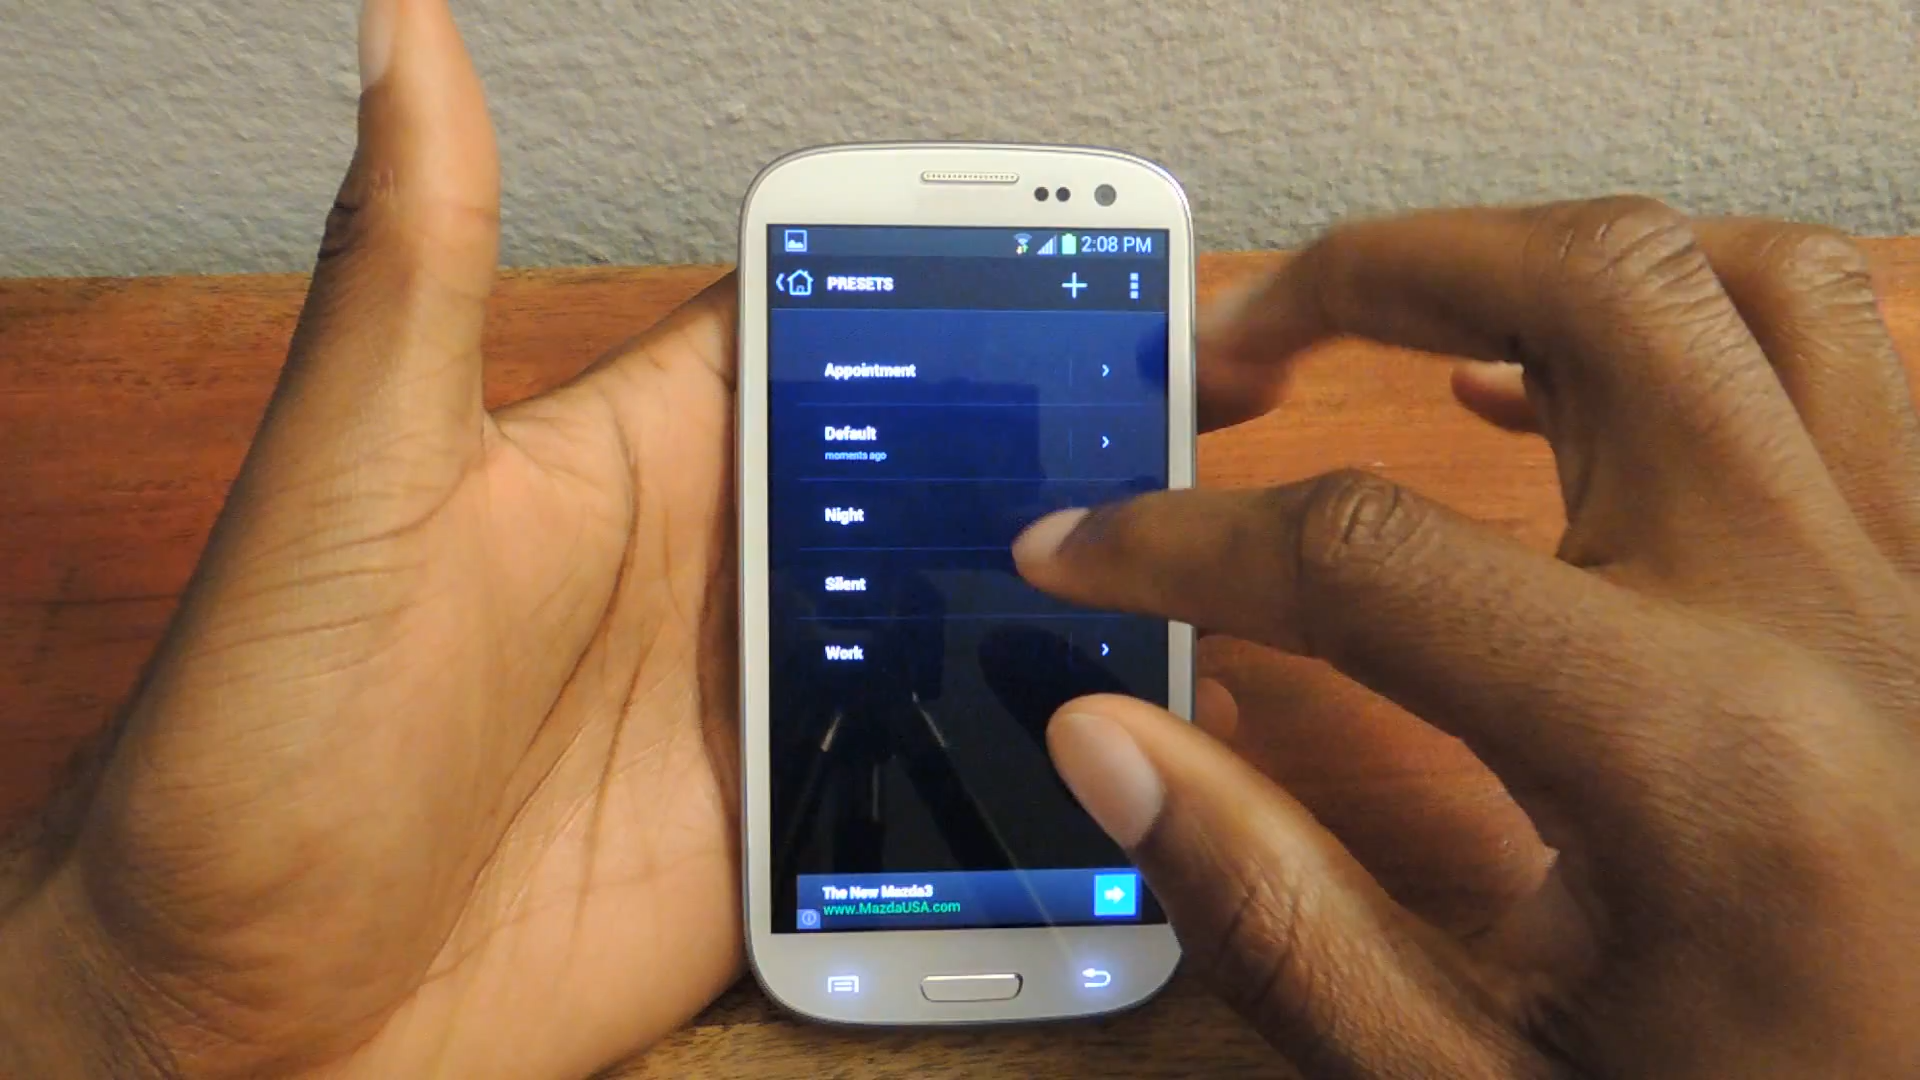 2:08 PM
PRESETS
Appointment
Default
moments ago
Night
Silent
Work
The New Mazda3
www.MazdaUSA.com